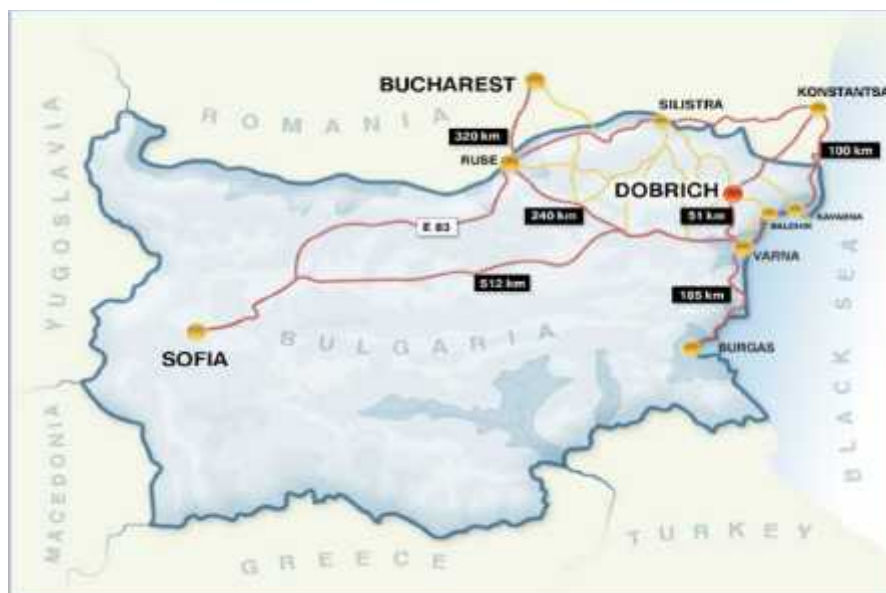 BUCHAREST
KONSTANTSA
SILISTRA
ROMANIA
320 km
100 km
RUSE
YUGOSLAVIA
DOBRICH
240 km
51 km
E 83
BALCHIK
KAVARNA
VARNA
512 km
185 km
BULGARIA
SOFIA
BURGAS
BLACK SEA
MACEDONIA
TURKEY
GREECE